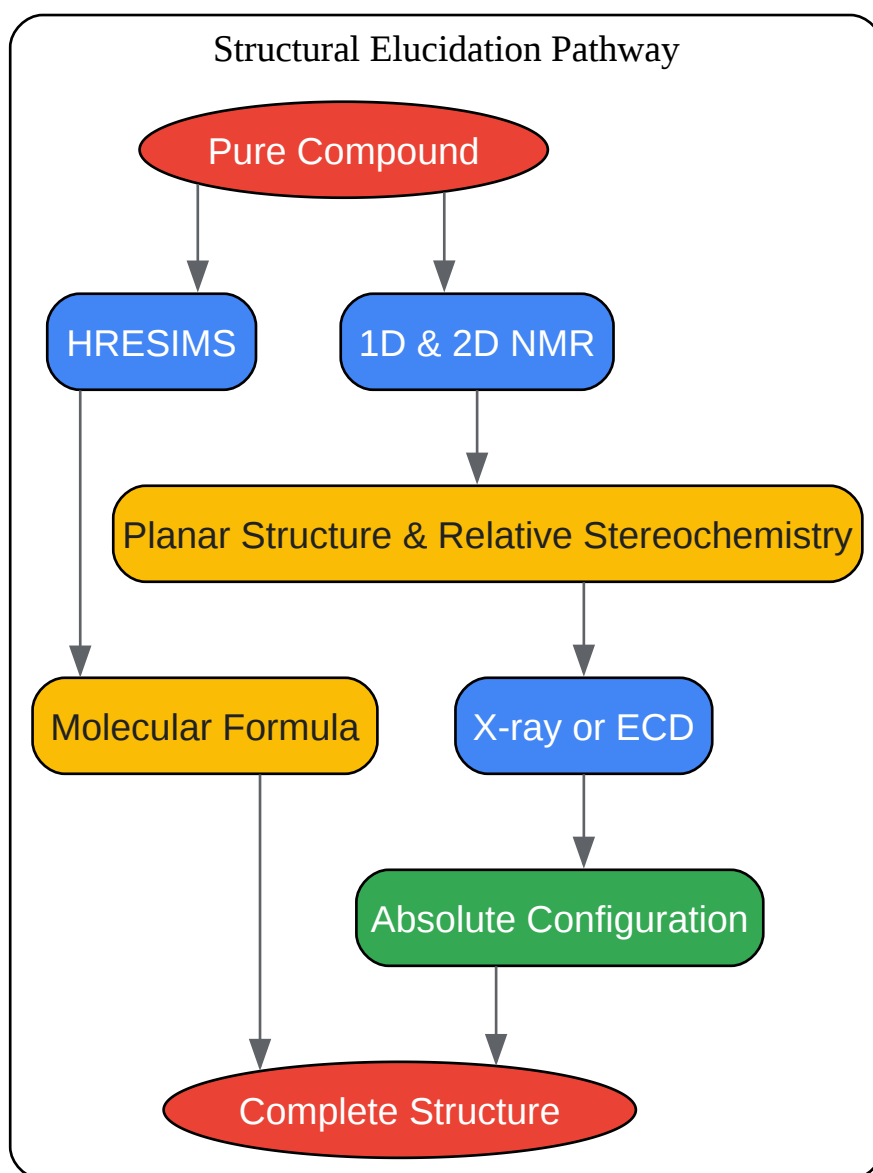 Structural Elucidation Pathway
Pure Compound
HRESIMS
1D & 2D NMR
Planar Structure & Relative Stereochemistry
Molecular Formula
X-ray or ECD
Absolute Configuration
Complete Structure